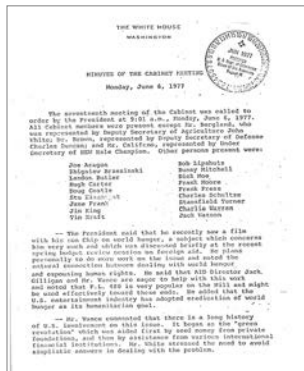 THE WHITE HOUSE
WASHINGTON
MINUTES OF THE CABINET MEETING
Monday, June 6, 1977
The seventeenth meeting of the Cabinet was called to
order by the President at 9:01 a.m., Monday, June 6, 1977.
All Cabinet members were present except Mr. Bergland, who
was represented by Deputy Secretary of Agriculture John
White; Dr. Brown, represented by Deputy Secretary of Defense
Charles Duncan; and Mr. Califano, represented by Under
Secretary of HEW Hale Champion. Other persons present were:
Joe Aragon Bob Lipshutz
Zbigniew Brzezinski Bunny Mitchell
Landon Butler Dick Moe
Hugh Carter Frank Moore
Doug Costle Frank Press
Stu Eizenstat Charles Schultze
Jane Frank Stansfield Turner
Jim King Charles Warren
Tim Kraft Jack Watson
-- The President said that he recently saw a film
with his son Chip on world hunger, a subject which concerns
him very much and which was discussed briefly at the recent
spring budget review session on foreign aid. He plans
personally to do more work on the issue and noted the
natural connection between dealing with world hunger
and espousing human rights. He said that AID Director Jack
Gilligan and Mr. Vance are eager to help with this work
and noted that P.L. 480 is very popular on the Hill and might
be used effectively toward these ends. He added that the
U.S. entertainment industry has adopted eradication of world
hunger as its humanitarian goal.
-- Mr. Vance commented that there is a long history
of U.S. involvement on this issue. It began as the "green
revolution" which was aided first by seed money from private
foundations, and then by assistance from various international
financial institutions. Mr. White stressed the need to avoid
simplistic answers in dealing with the problem.